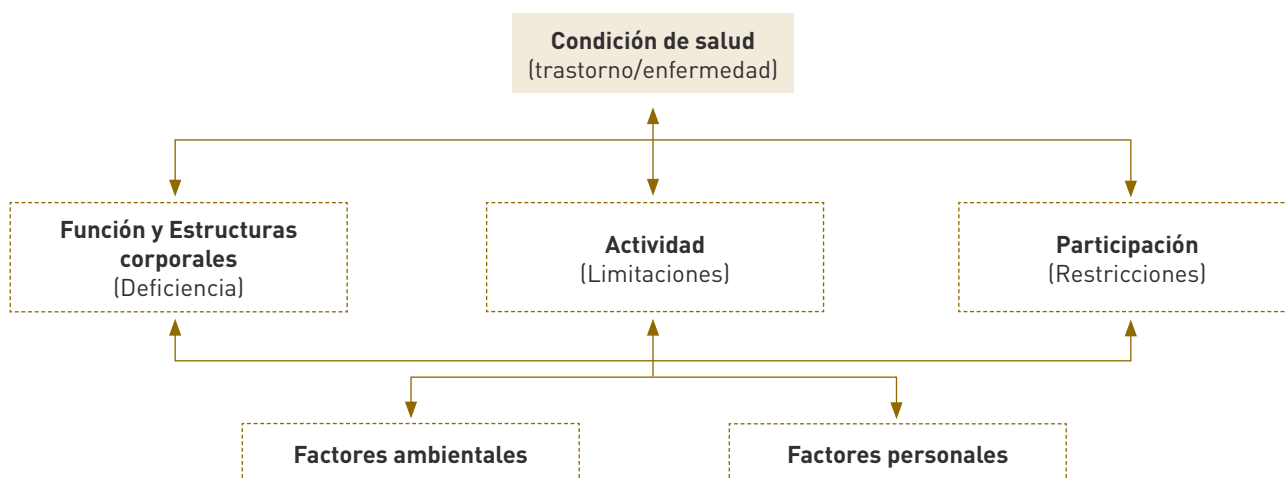 Condición de salud
(trastorno/enfermedad)
Función y Estructuras
corporales
(Deficiencia)
Actividad
(Limitaciones)
Participación
(Restricciones)
Factores ambientales
Factores personales